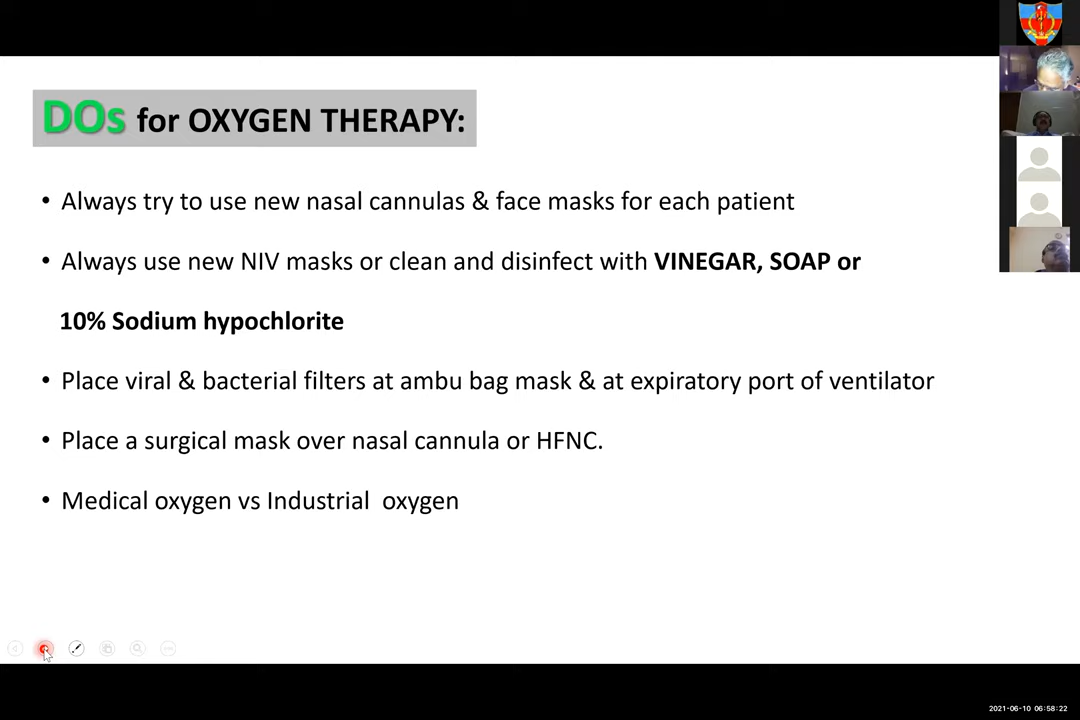 DOs for OXYGEN THERAPY:
• Always try to use new nasal cannulas & face masks for each patient
• Always use new NIV masks or clean and disinfect with VINEGAR, SOAP or
10% Sodium hypochlorite
• Place viral & bacterial filters at ambu bag mask & at expiratory port of ventilator
• Place a surgical mask over nasal cannula or HFNC.
• Medical oxygen vs Industrial oxygen
2021-06-10 06:58:22